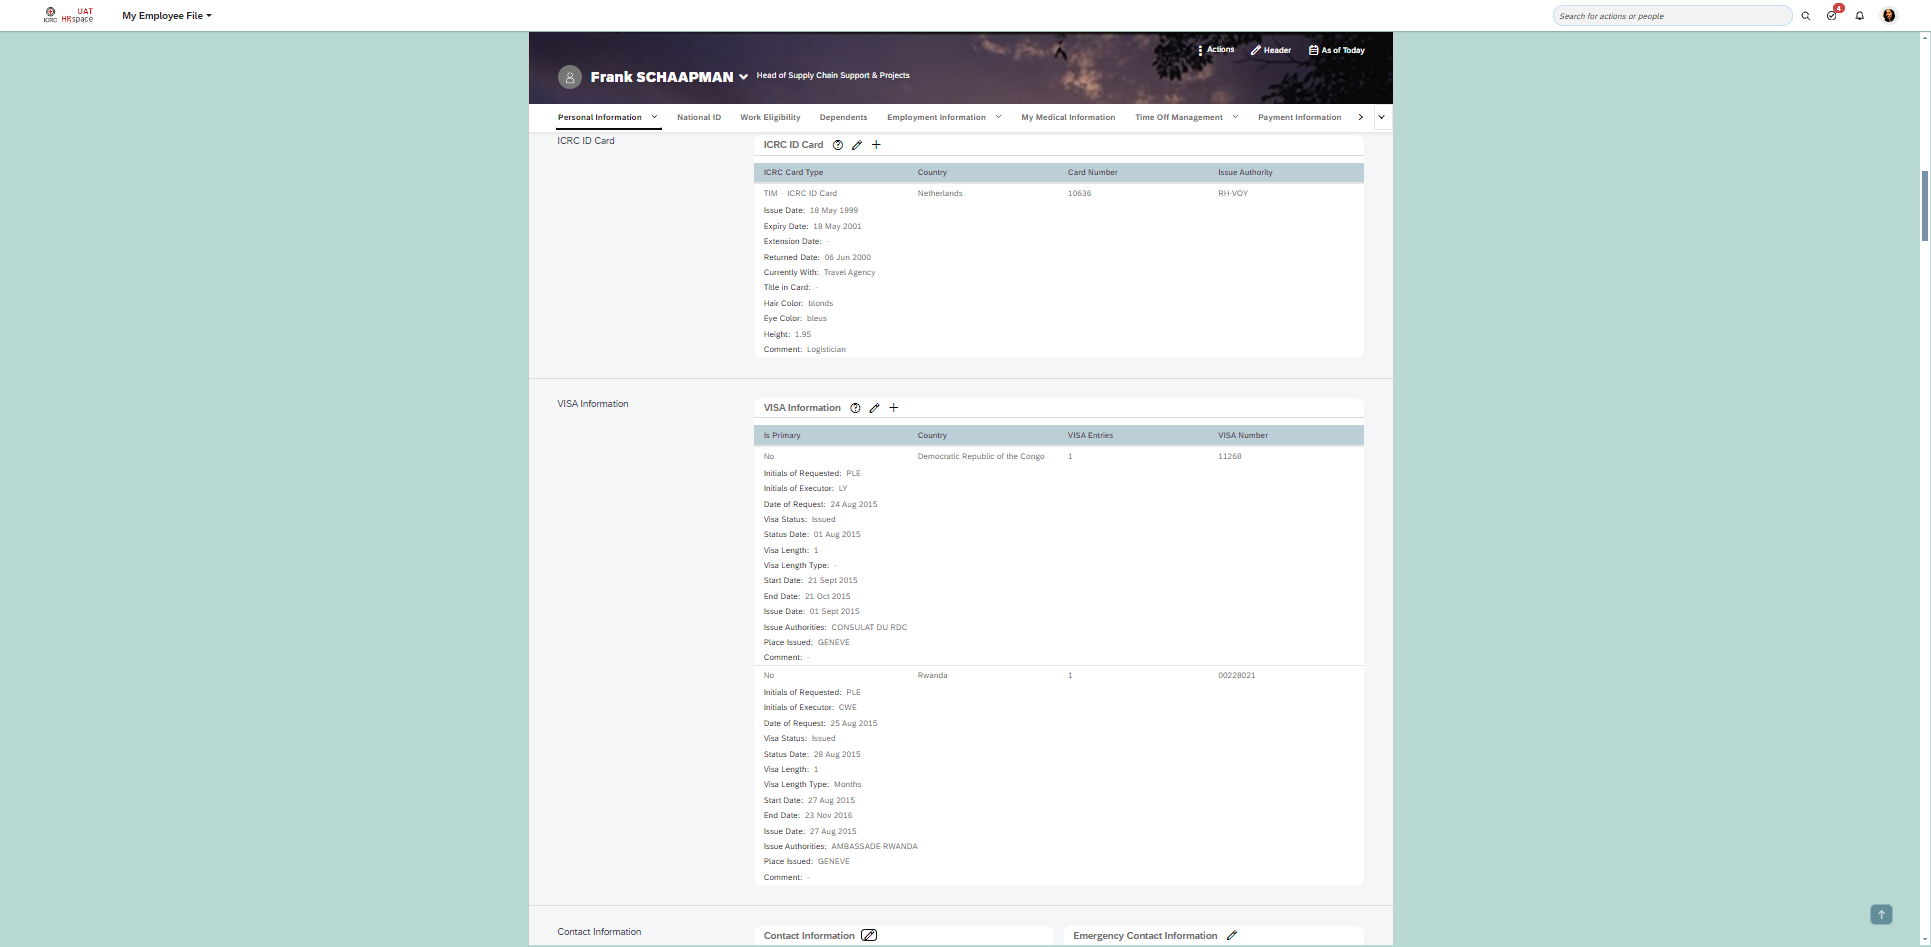 UAT
ICRC HRspace
My Employee File
Search for actions or people
4
Actions
Header
As of Today
Frank SCHAAPMAN
Head of Supply Chain Support & Projects
Personal Information
National ID
Work Eligibility
Dependents
Employment Information
My Medical Information
Time Off Management
Payment Information
ICRC ID Card
ICRC ID Card
ICRC Card Type Country Card Number Issue Authority
TIM – ICRC ID Card Netherlands 10636 RH-VOY
Issue Date: 18 May 1999
Expiry Date: 18 May 2001
Extension Date: -
Returned Date: 06 Jun 2000
Currently With: Travel Agency
Title in Card: -
Hair Color: blonds
Eye Color: bleus
Height: 1.95
Comment: Logistician
VISA Information
VISA Information
Is Primary Country VISA Entries VISA Number
No Democratic Republic of the Congo 1 11268
Initials of Requested: PLE
Initials of Executor: LY
Date of Request: 24 Aug 2015
Visa Status: Issued
Status Date: 01 Aug 2015
Visa Length: 1
Visa Length Type: -
Start Date: 21 Sept 2015
End Date: 21 Oct 2015
Issue Date: 01 Sept 2015
Issue Authorities: CONSULAT DU RDC
Place Issued: GENEVE
Comment: -
No Rwanda 1 00228021
Initials of Requested: PLE
Initials of Executor: CWE
Date of Request: 25 Aug 2015
Visa Status: Issued
Status Date: 28 Aug 2015
Visa Length: 1
Visa Length Type: Months
Start Date: 27 Aug 2015
End Date: 23 Nov 2016
Issue Date: 27 Aug 2015
Issue Authorities: AMBASSADE RWANDA
Place Issued: GENEVE
Comment: -
Contact Information
Contact Information
Emergency Contact Information